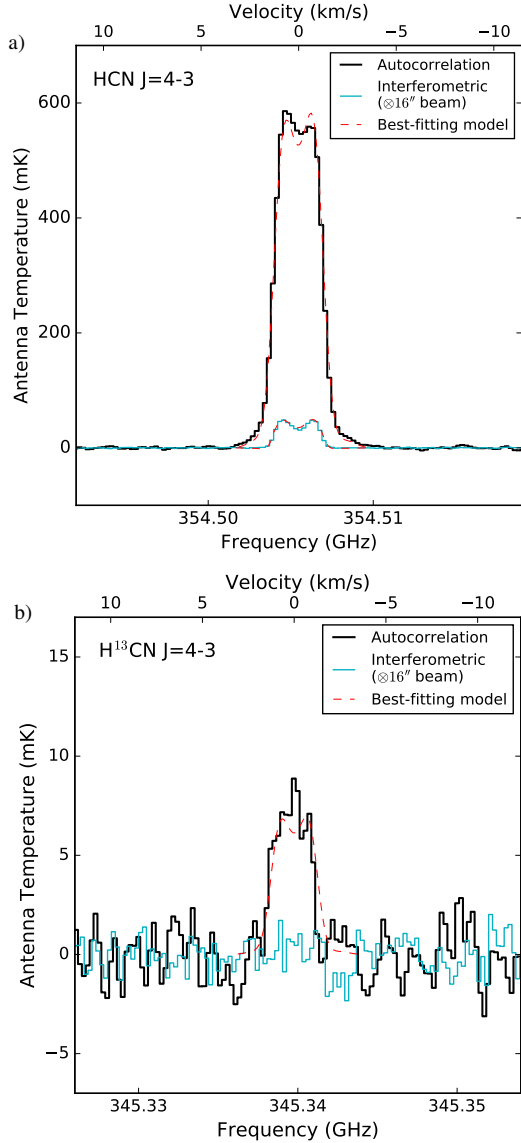 Velocity (km/s)
10 5 0 −5 −10
a)
HCN J=4-3
Autocorrelation
Interferometric
(⊗16″ beam)
Best-fitting model
600
400
200
0
Antenna Temperature (mK)
354.50 354.51
Frequency (GHz)
Velocity (km/s)
10 5 0 −5 −10
b)
H¹³CN J=4-3
Autocorrelation
Interferometric
(⊗16″ beam)
Best-fitting model
15
10
5
0
−5
Antenna Temperature (mK)
345.33 345.34 345.35
Frequency (GHz)